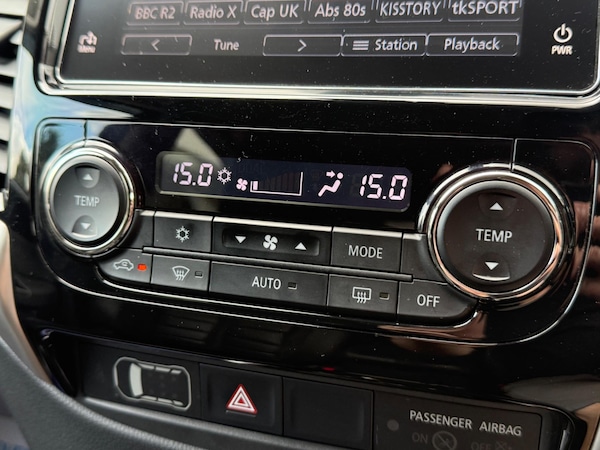 BBC R2 Radio X Cap UK Abs 80s KISSTORY tkSPORT
Menu < Tune > Station Playback PWR
15.0 15.0
TEMP TEMP
MODE
AUTO OFF
PASSENGER AIRBAG
ON OFF